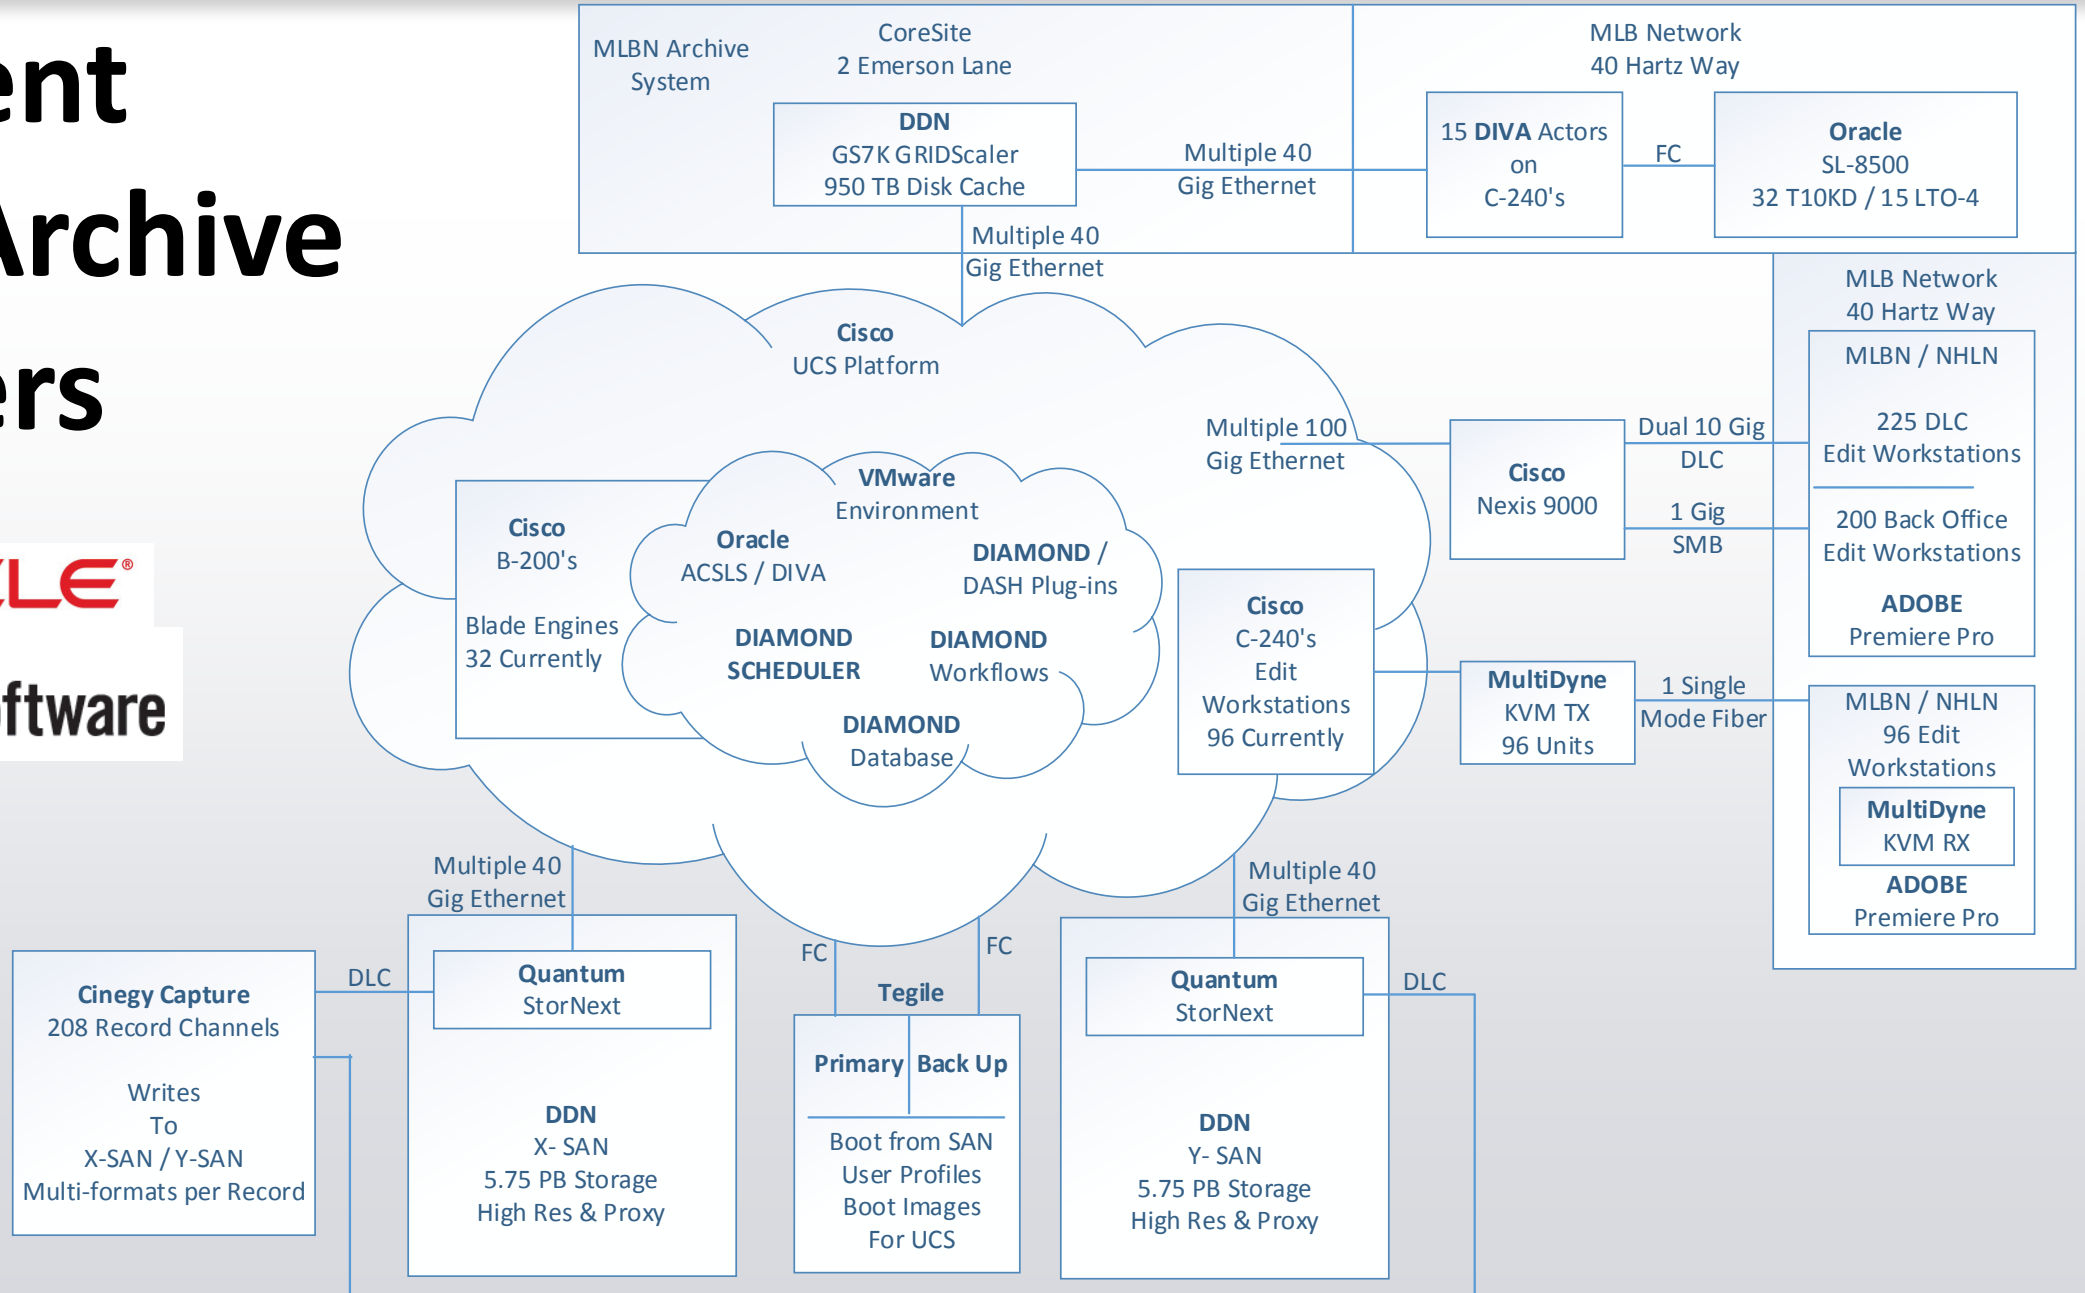 ent
Archive
ers
CLE®
oftware
MLBN Archive
System
CoreSite
2 Emerson Lane
DDN
GS7K GRIDScaler
950 TB Disk Cache
Multiple 40
Gig Ethernet
MLB Network
40 Hartz Way
15 DIVA Actors
on
C-240's
FC
Oracle
SL-8500
32 T10KD / 15 LTO-4
Multiple 40
Gig Ethernet
Cisco
UCS Platform
Multiple 100
Gig Ethernet
Cisco
B-200's
Blade Engines
32 Currently
VMware
Environment
Oracle
ACSLS / DIVA
DIAMOND /
DASH Plug-ins
DIAMOND
SCHEDULER
DIAMOND
Workflows
DIAMOND
Database
Cisco
C-240's
Edit
Workstations
96 Currently
Cisco
Nexis 9000
Dual 10 Gig
DLC
1 Gig
SMB
MultiDyne
KVM TX
96 Units
1 Single
Mode Fiber
MLB Network
40 Hartz Way
MLBN / NHLN
225 DLC
Edit Workstations
200 Back Office
Edit Workstations
ADOBE
Premiere Pro
MLBN / NHLN
96 Edit
Workstations
MultiDyne
KVM RX
ADOBE
Premiere Pro
Multiple 40
Gig Ethernet
Multiple 40
Gig Ethernet
Cinegy Capture
208 Record Channels
Writes
To
X-SAN / Y-SAN
Multi-formats per Record
DLC
Quantum
StorNext
DDN
X- SAN
5.75 PB Storage
High Res & Proxy
FC
FC
Tegile
Primary
Back Up
Boot from SAN
User Profiles
Boot Images
For UCS
Quantum
StorNext
DDN
Y- SAN
5.75 PB Storage
High Res & Proxy
DLC